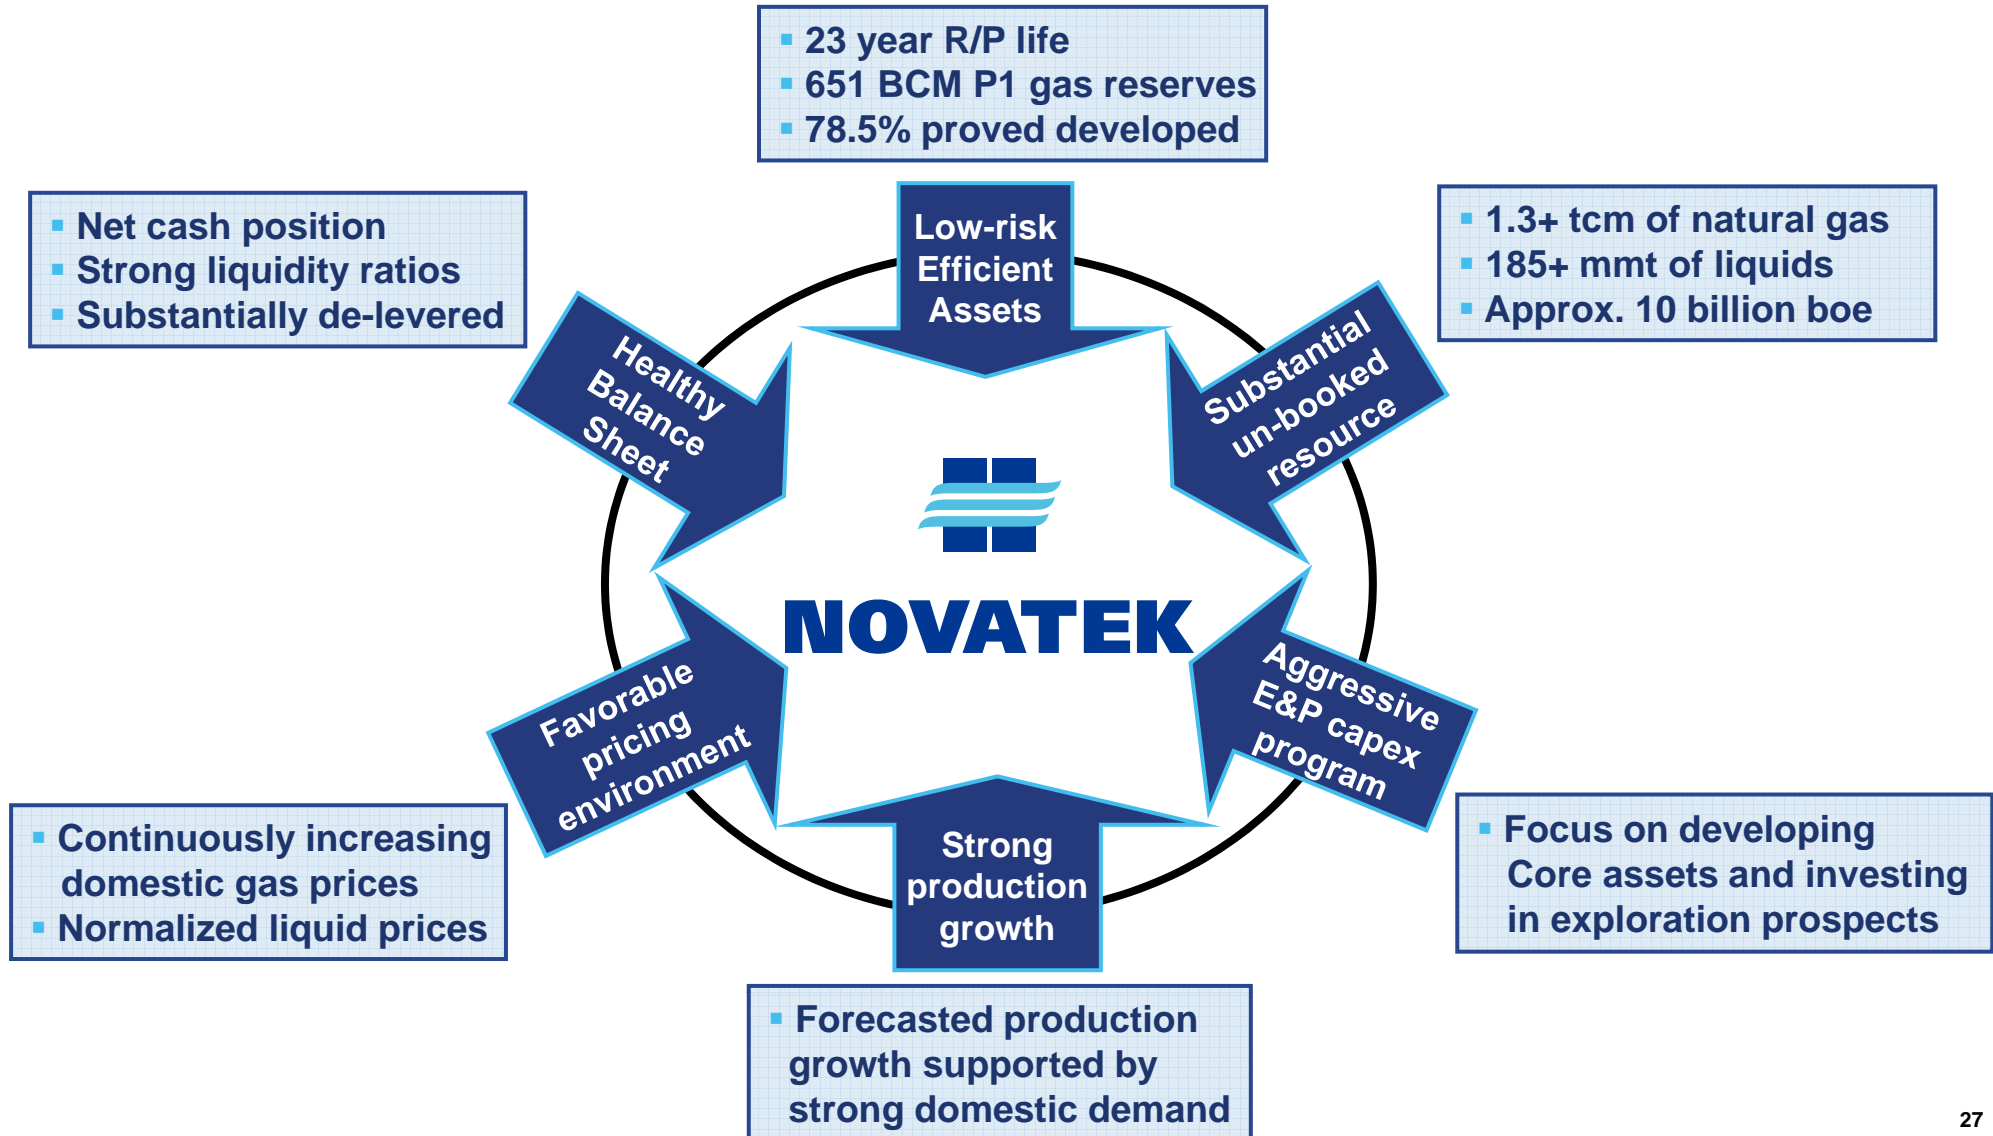 ▪ 23 year R/P life
▪ 651 BCM P1 gas reserves
▪ 78.5% proved developed
▪ Net cash position
▪ Strong liquidity ratios
▪ Substantially de-levered
▪ 1.3+ tcm of natural gas
▪ 185+ mmt of liquids
▪ Approx. 10 billion boe
Low-risk
Efficient
Assets
Healthy
Balance
Sheet
Substantial
un-booked
resource
NOVATEK
Favorable
pricing
environment
Aggressive
E&P capex
program
Strong
production
growth
▪ Continuously increasing
domestic gas prices
▪ Normalized liquid prices
▪ Focus on developing
Core assets and investing
in exploration prospects
▪ Forecasted production
growth supported by
strong domestic demand
27